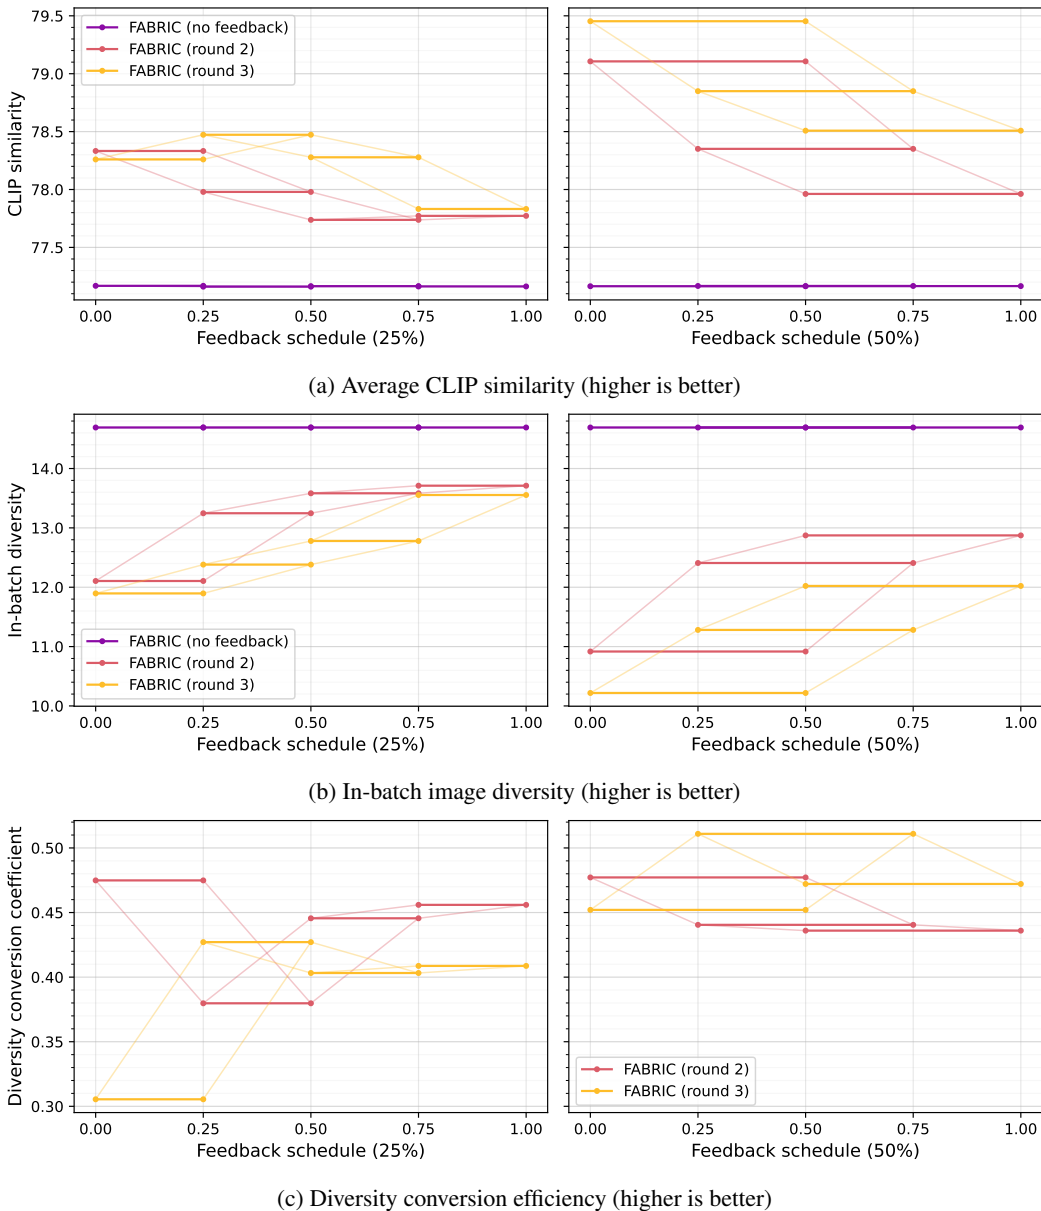 79.5
79.0
78.5
78.0
77.5
CLIP similarity
FABRIC (no feedback)
FABRIC (round 2)
FABRIC (round 3)
0.00 0.25 0.50 0.75 1.00
Feedback schedule (25%)
0.00 0.25 0.50 0.75 1.00
Feedback schedule (50%)
(a) Average CLIP similarity (higher is better)
14.0
13.0
12.0
11.0
10.0
In-batch diversity
FABRIC (no feedback)
FABRIC (round 2)
FABRIC (round 3)
0.00 0.25 0.50 0.75 1.00
Feedback schedule (25%)
0.00 0.25 0.50 0.75 1.00
Feedback schedule (50%)
(b) In-batch image diversity (higher is better)
0.50
0.45
0.40
0.35
0.30
Diversity conversion coefficient
0.00 0.25 0.50 0.75 1.00
Feedback schedule (25%)
FABRIC (round 2)
FABRIC (round 3)
0.00 0.25 0.50 0.75 1.00
Feedback schedule (50%)
(c) Diversity conversion efficiency (higher is better)